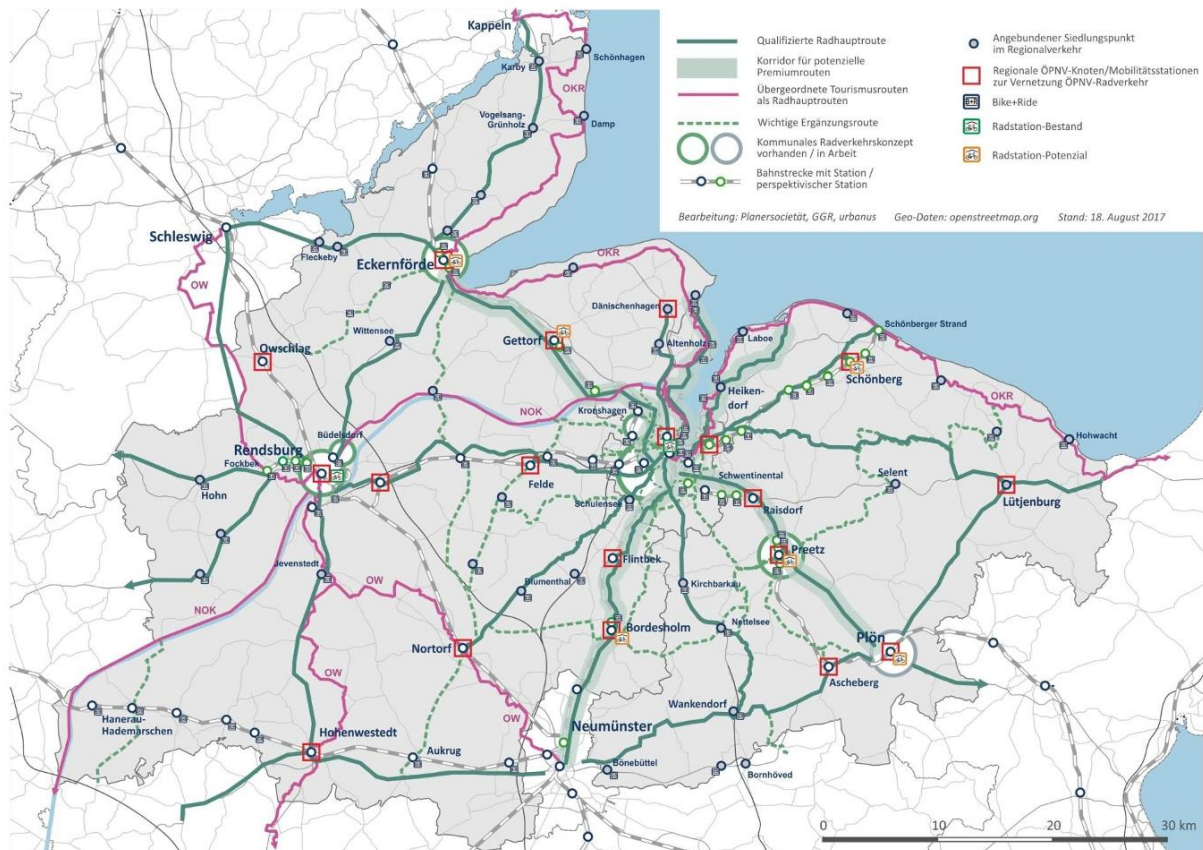 Qualifizierte Radhauptroute
Korridor für potenzielle
Premiumrouten
Übergeordnete Tourismusrouten
als Radhauptrouten
Wichtige Ergänzungsroute
Kommunales Radverkehrskonzept
vorhanden / in Arbeit
Bahnstrecke mit Station /
perspektivischer Station
Angebundener Siedlungspunkt
im Regionalverkehr
Regionale ÖPNV-Knoten/Mobilitätsstationen
zur Vernetzung ÖPNV-Radverkehr
B+R
Bike+Ride
Radstation-Bestand
Radstation-Potenzial
Bearbeitung: Planersocietät, GGR, urbanus Geo-Daten: openstreetmap.org Stand: 18. August 2017
Kappeln
Karby
Schönhagen
OKR
Vogelsang-
Grünholz
Damp
Schleswig
Fleckeby
Eckernförde
OKR
OW
Dänischenhagen
Wittensee
Gettorf
Altenholz
Laboe
Schönberger Strand
Owschlag
Schönberg
Heiken-
dorf
NOK
Kronshagen
OKR
Büdelsdorf
Rendsburg
Fockbek
Hohwacht
Felde
Schwentinental
Selent
Hohn
Raisdorf
Lütjenburg
Schulensee
Preetz
Flintbek
Jevenstedt
OW
Blumenthal
Kirchbarkau
NOK
Bordesholm
Nettelsee
Plön
Nortorf
Ascheberg
OW
Wankendorf
Hanerau-
Hademarschen
Neumünster
OW
Hohenwestedt
Aukrug
Bönebüttel
Bornhöved
0 10 20 30 km